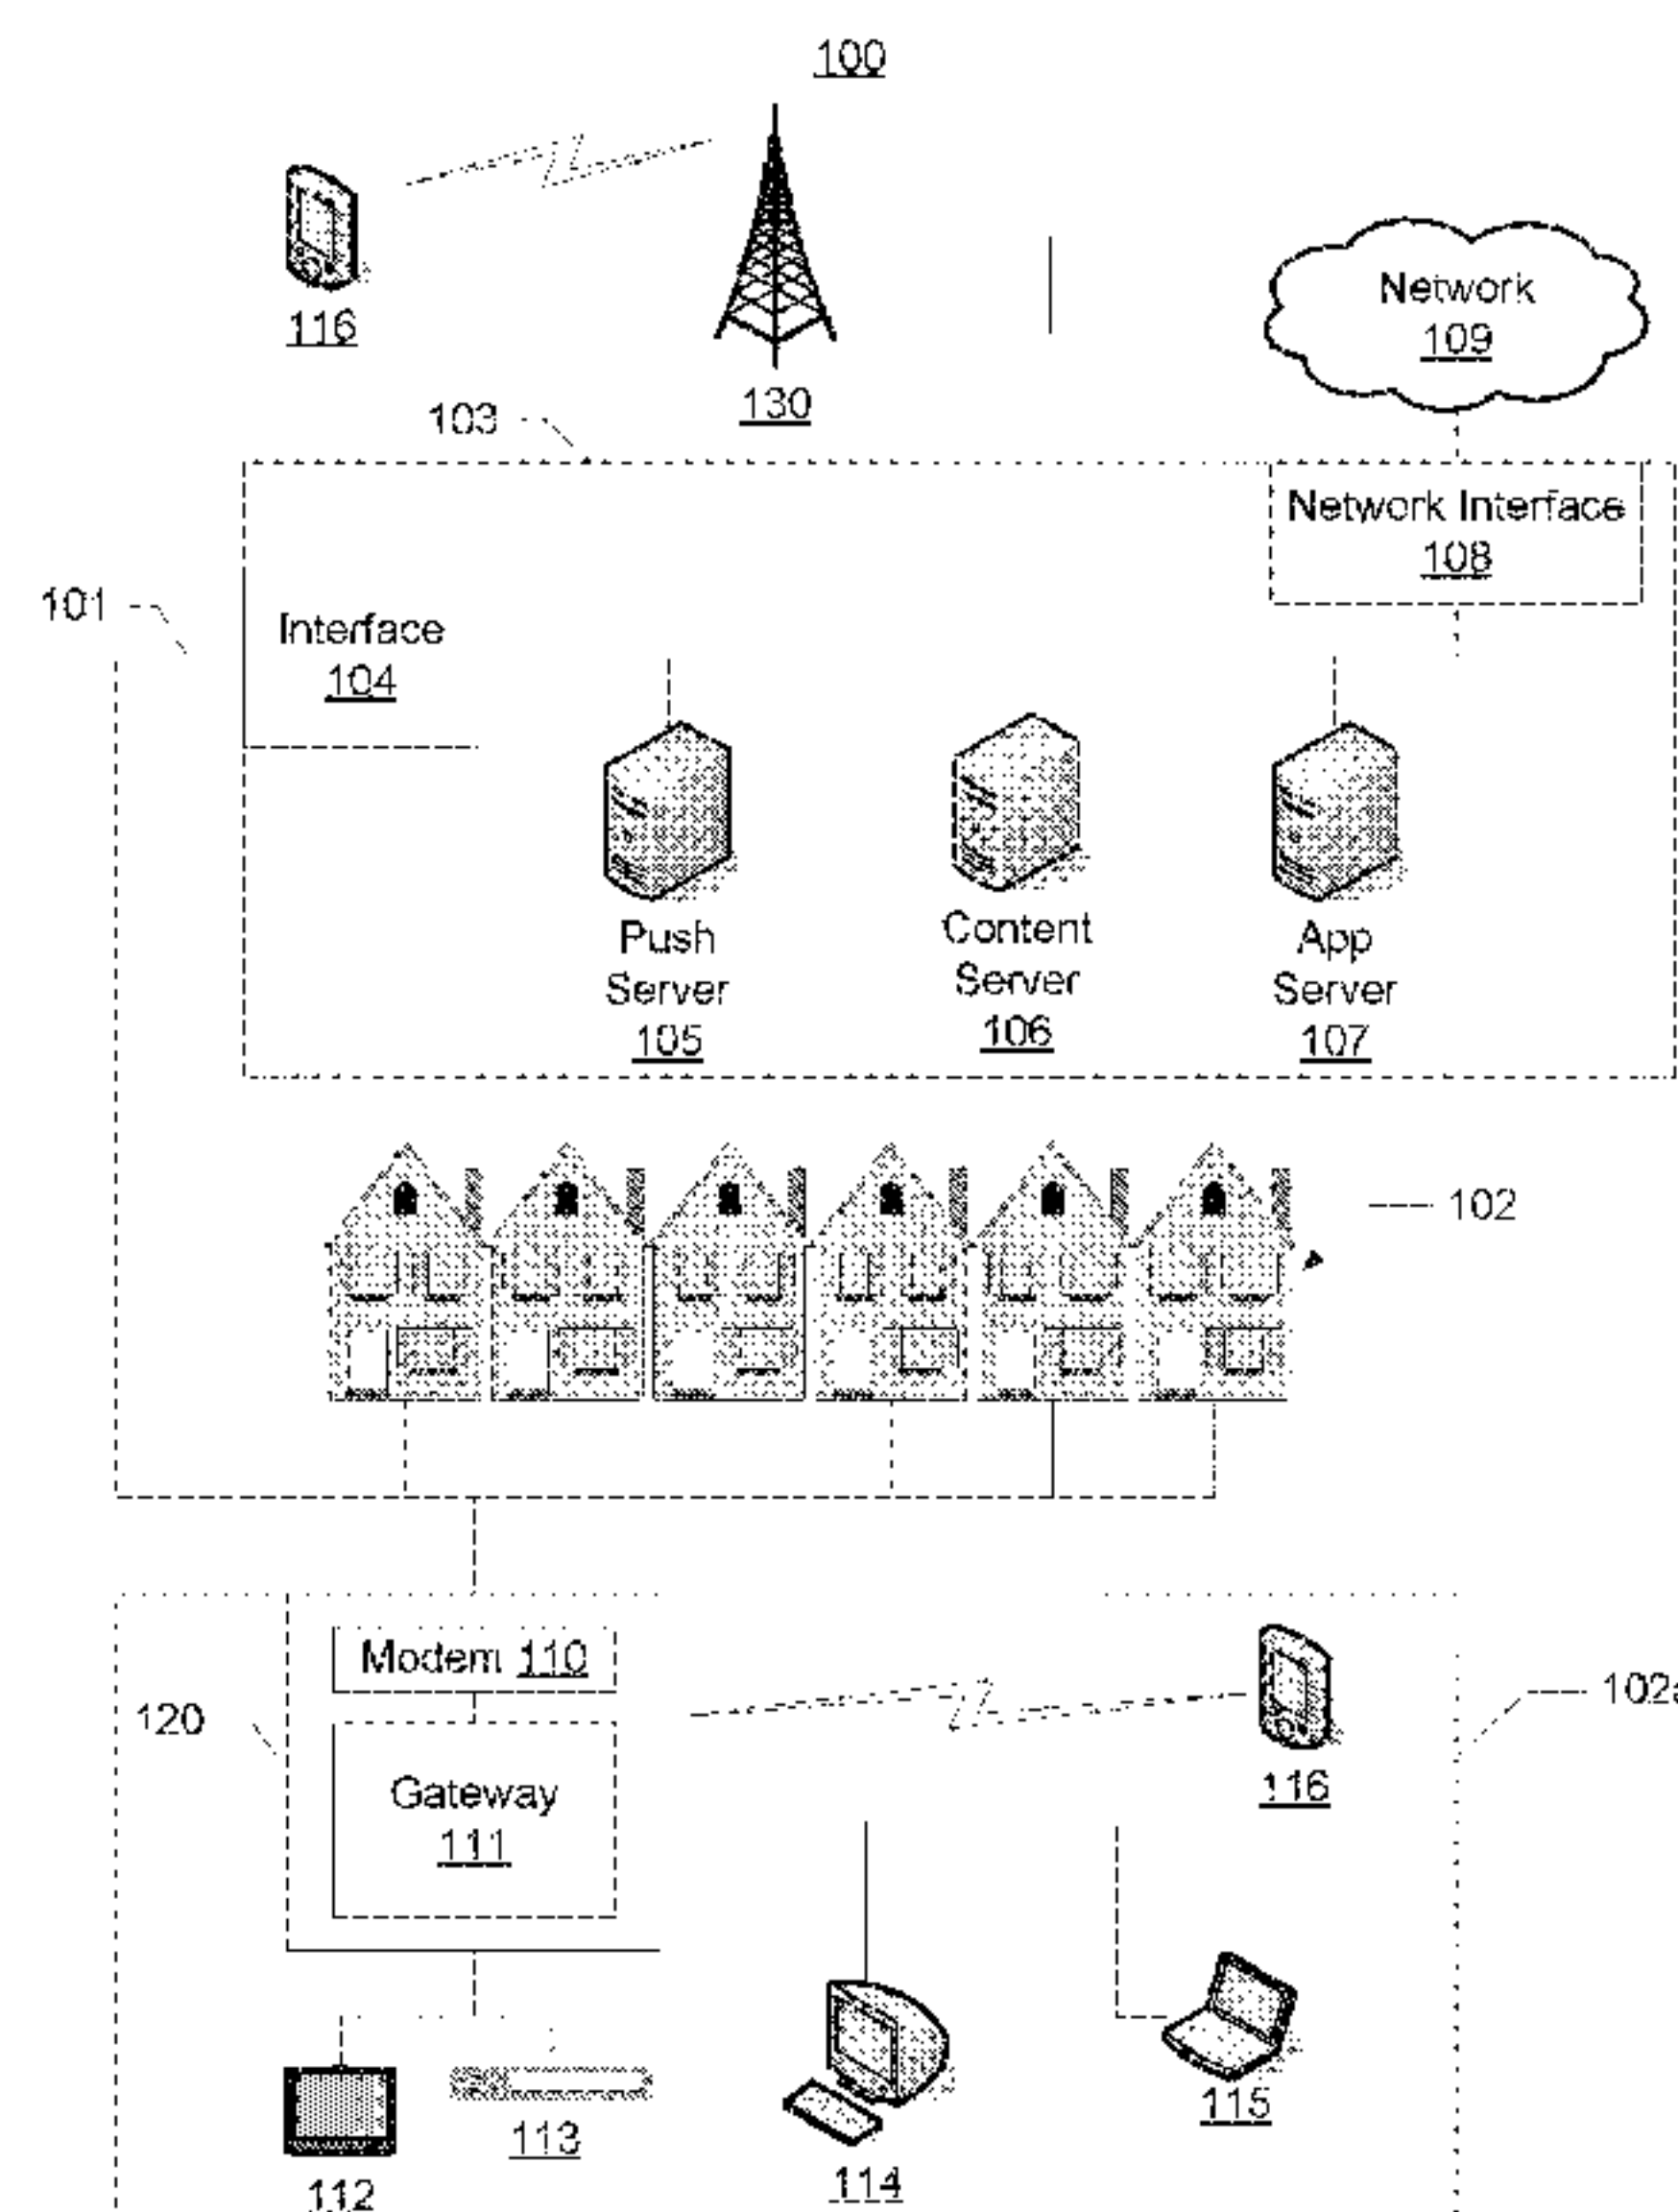 100
116
130
Network
109
103
Network Interface
108
101
Interface
104
Push
Server
105
Content
Server
106
App
Server
107
102
Modem 110
120
Gateway
111
116
102a
112
113
114
115